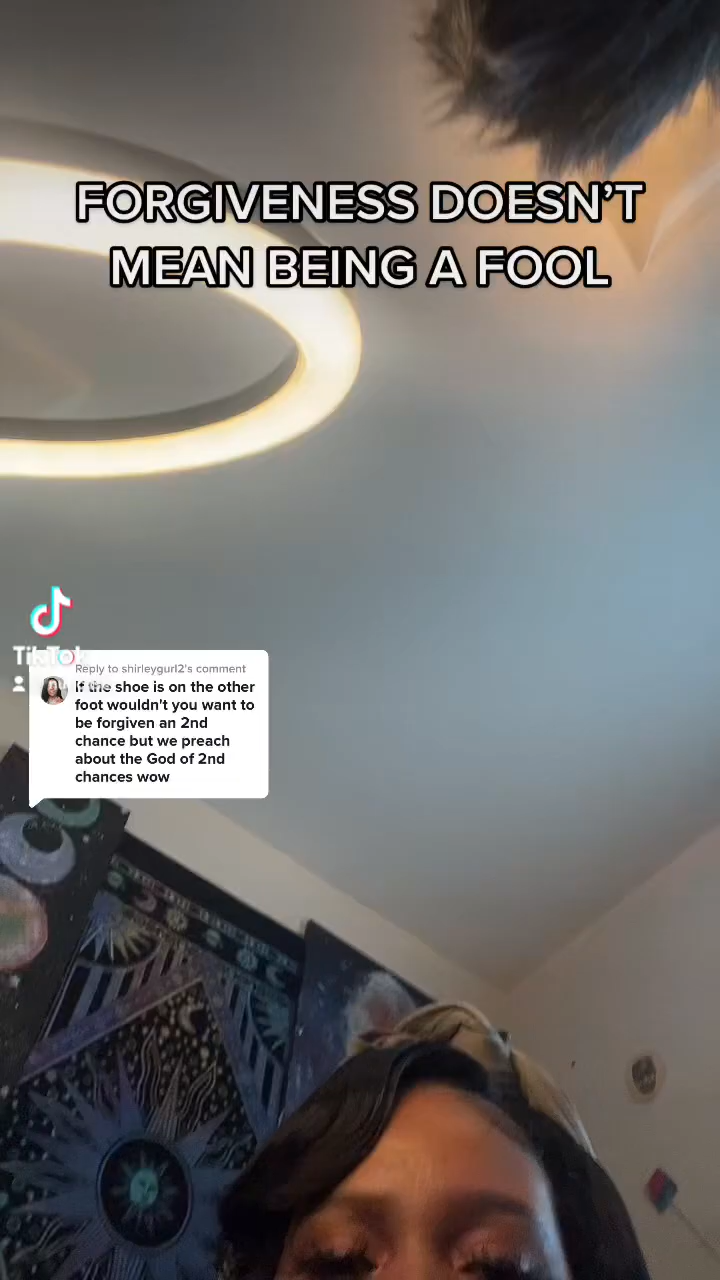 FORGIVENESS DOESN'T
MEAN BEING A FOOL
TikTok
Reply to shirleygurl2's comment
If the shoe is on the other
foot wouldn't you want to
be forgiven an 2nd
chance but we preach
about the God of 2nd
chances wow